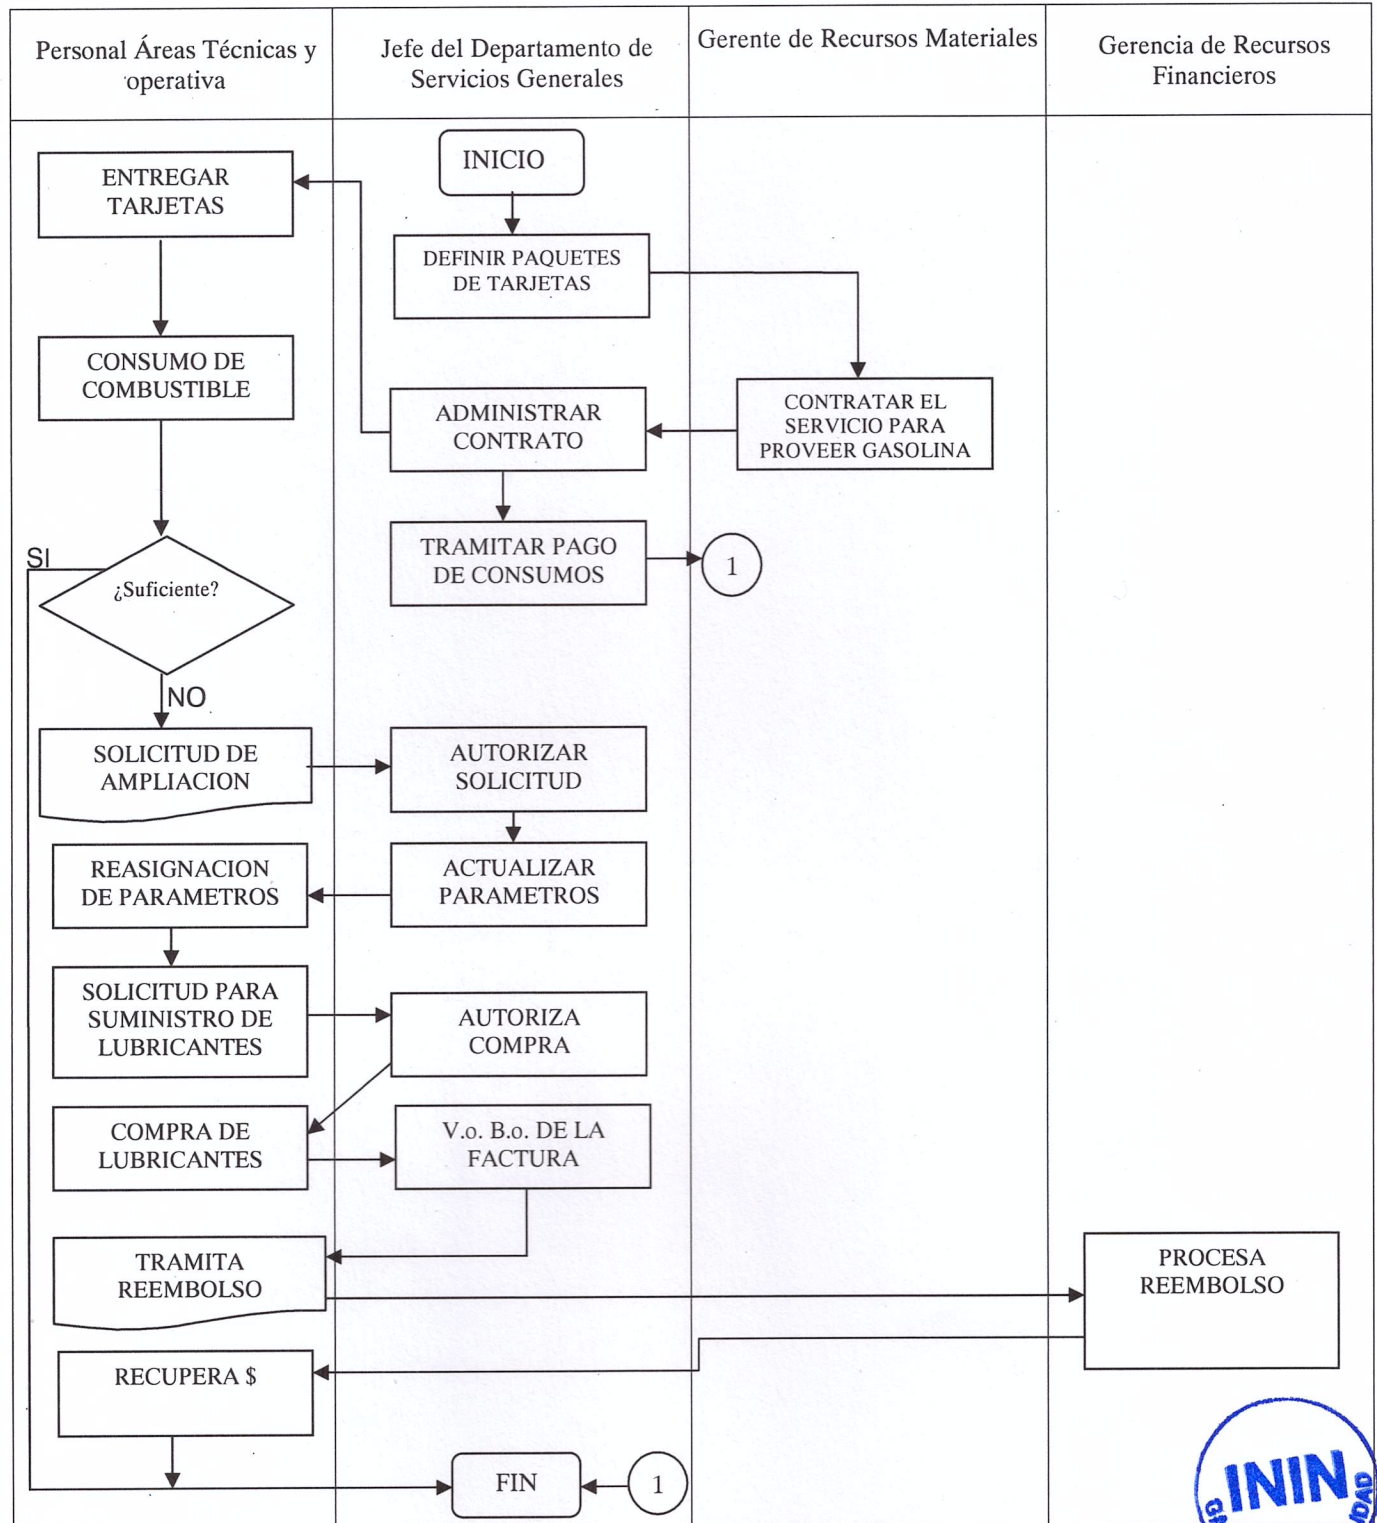 Personal Áreas Técnicas y
operativa
Jefe del Departamento de
Servicios Generales
Gerente de Recursos Materiales
Gerencia de Recursos
Financieros
INICIO
ENTREGAR
TARJETAS
DEFINIR PAQUETES
DE TARJETAS
CONSUMO DE
COMBUSTIBLE
ADMINISTRAR
CONTRATO
CONTRATAR EL
SERVICIO PARA
PROVEER GASOLINA
TRAMITAR PAGO
DE CONSUMOS
1
SI
¿Suficiente?
NO
SOLICITUD DE
AMPLIACION
AUTORIZAR
SOLICITUD
REASIGNACION
DE PARAMETROS
ACTUALIZAR
PARAMETROS
SOLICITUD PARA
SUMINISTRO DE
LUBRICANTES
AUTORIZA
COMPRA
COMPRA DE
LUBRICANTES
V.o. B.o. DE LA
FACTURA
TRAMITA
REEMBOLSO
PROCESA
REEMBOLSO
RECUPERA $
FIN
1
ININ